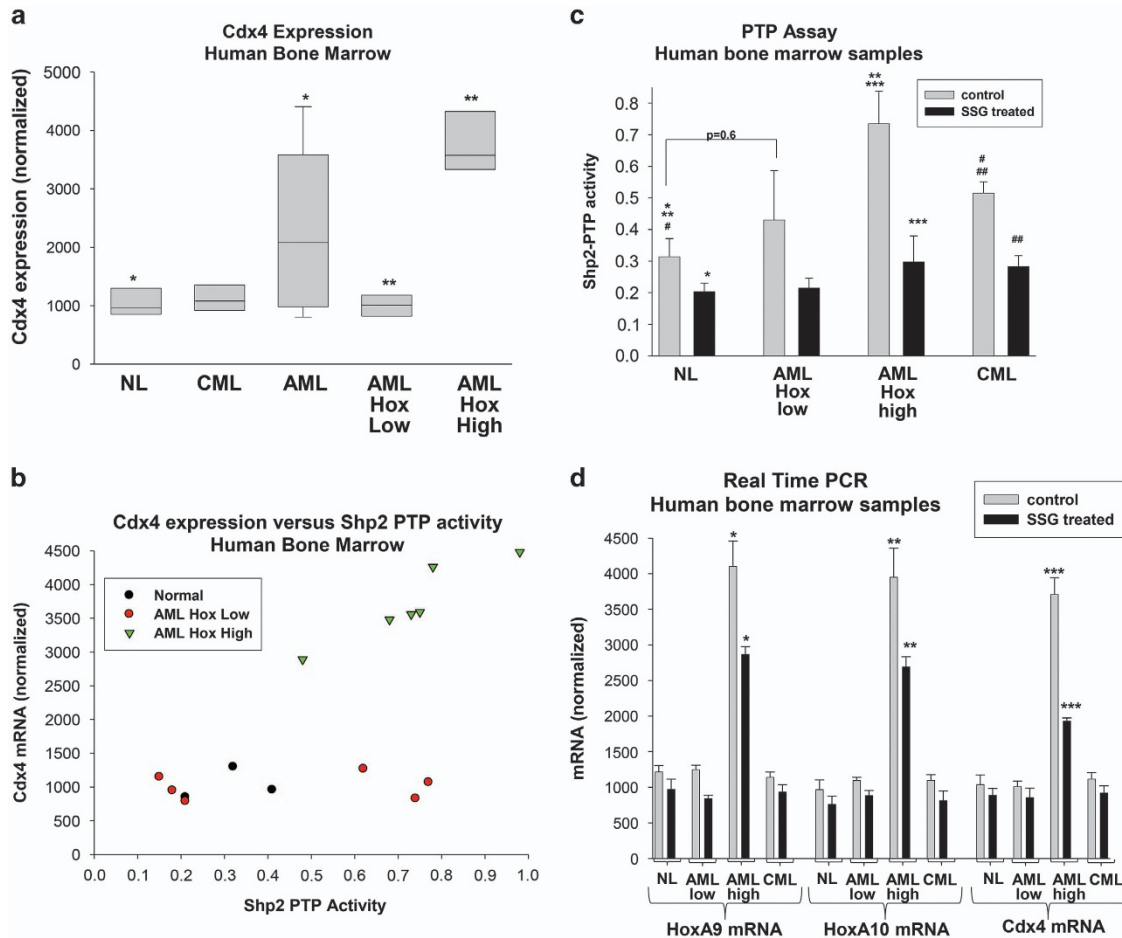 a
Cdx4 Expression
Human Bone Marrow
Cdx4 expression (normalized)
5000
4000
3000
2000
1000
0
*
*
**
**
NL
CML
AML
AML
Hox
Low
AML
Hox
High
b
Cdx4 expression versus Shp2 PTP activity
Human Bone Marrow
Cdx4 mRNA (normalized)
4500
4000
3500
3000
2500
2000
1500
1000
500
0
Normal
AML Hox Low
AML Hox High
0.0 0.1 0.2 0.3 0.4 0.5 0.6 0.7 0.8 0.9 1.0
Shp2 PTP Activity
c
PTP Assay
Human bone marrow samples
control
SSG treated
Shp2-PTP activity
0.8
0.7
0.6
0.5
0.4
0.3
0.2
0.1
0.0
p=0.6
*
**
#
*
**
***
***
#
##
##
NL
AML
Hox
low
AML
Hox
high
CML
d
Real Time PCR
Human bone marrow samples
control
SSG treated
mRNA (normalized)
4500
4000
3500
3000
2500
2000
1500
1000
500
0
*
*
**
**
***
***
NL AML AML CML NL AML AML CML NL AML AML CML
low high low high low high
HoxA9 mRNA HoxA10 mRNA Cdx4 mRNA